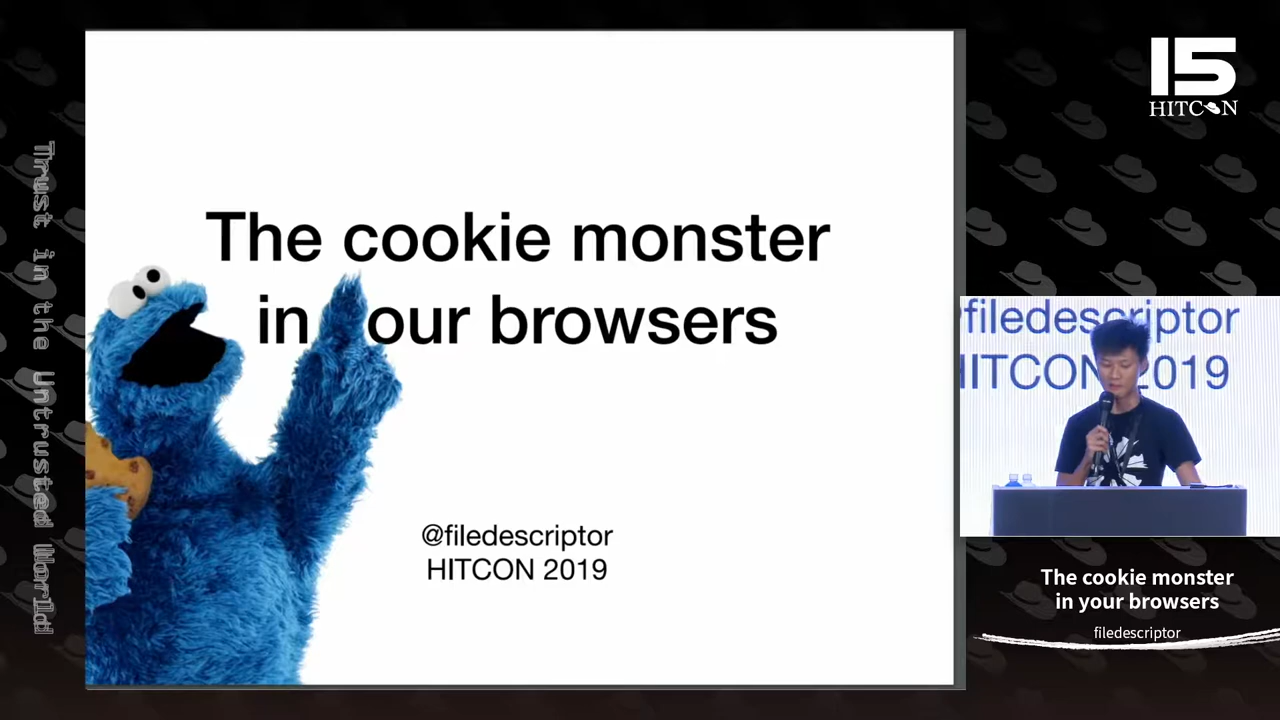 Thrust in the Untrusted World
The cookie monster
in our browsers
@filedescriptor
HITCON 2019
15
HITCON
filedescriptor
HITCON 2019
The cookie monster
in your browsers
filedescriptor